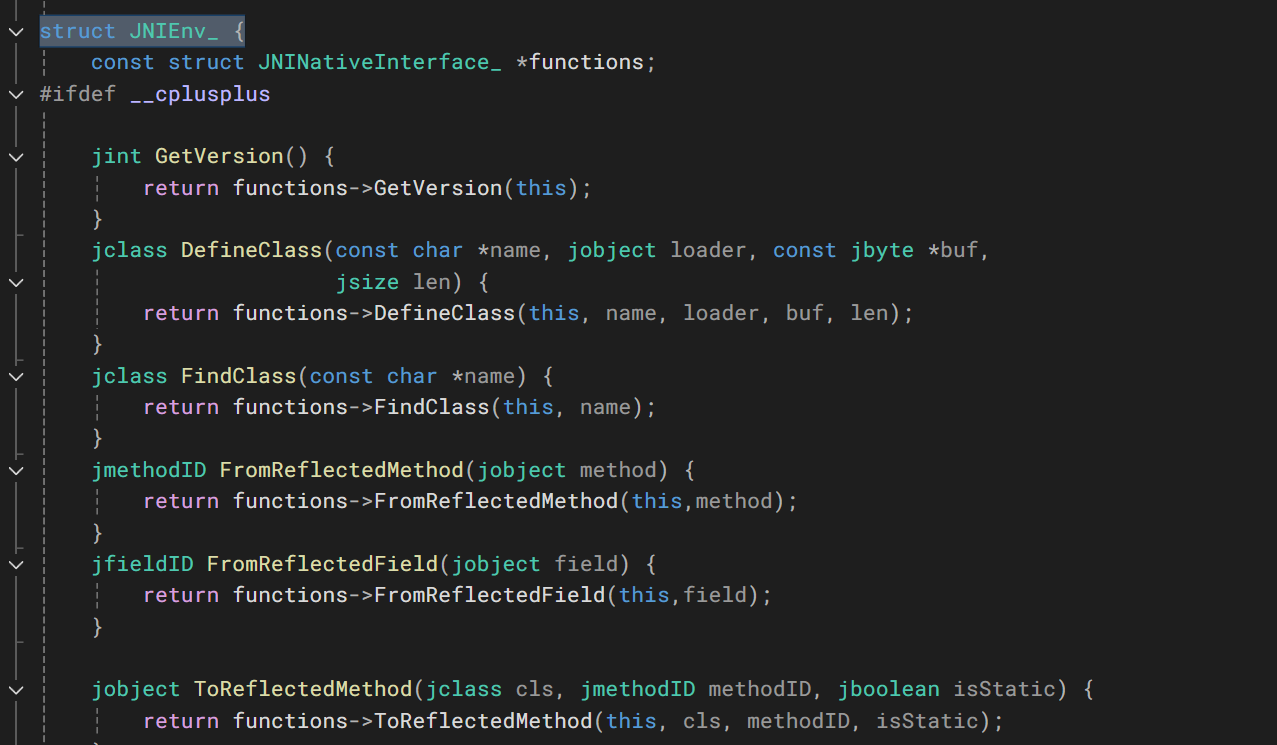 struct JNIEnv_ {
    const struct JNINativeInterface_ *functions;
#ifdef __cplusplus

    jint GetVersion() {
        return functions->GetVersion(this);
    }
    jclass DefineClass(const char *name, jobject loader, const jbyte *buf,
                       jsize len) {
        return functions->DefineClass(this, name, loader, buf, len);
    }
    jclass FindClass(const char *name) {
        return functions->FindClass(this, name);
    }
    jmethodID FromReflectedMethod(jobject method) {
        return functions->FromReflectedMethod(this,method);
    }
    jfieldID FromReflectedField(jobject field) {
        return functions->FromReflectedField(this,field);
    }

    jobject ToReflectedMethod(jclass cls, jmethodID methodID, jboolean isStatic) {
        return functions->ToReflectedMethod(this, cls, methodID, isStatic);